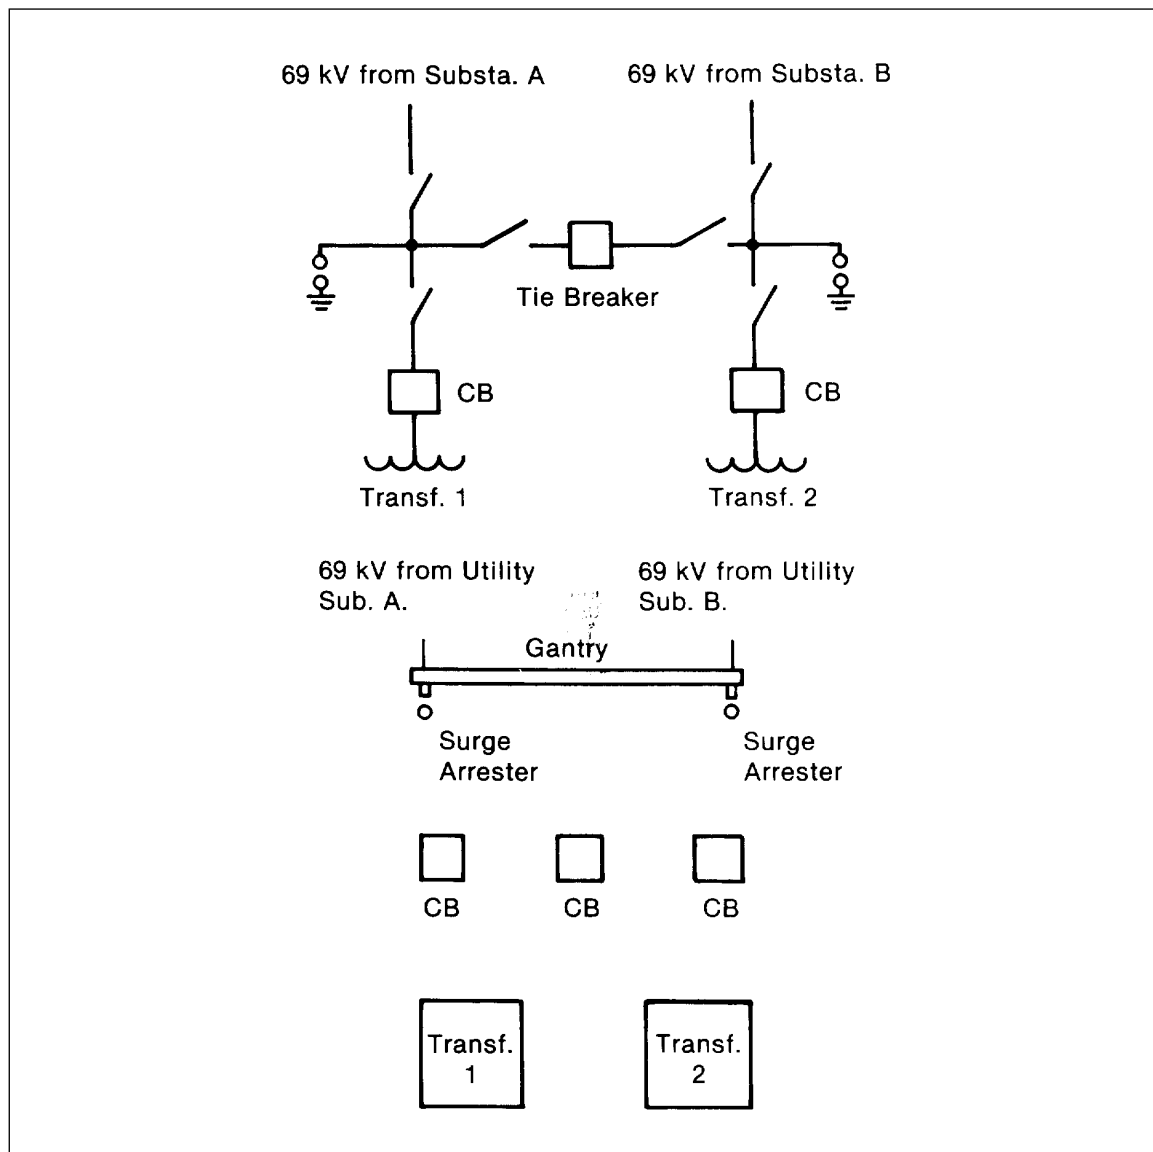 69 kV from Substa. A
69 kV from Substa. B
Tie Breaker
CB
CB
Transf. 1
Transf. 2
69 kV from Utility
Sub. A.
69 kV from Utility
Sub. B.
Gantry
Surge
Arrester
Surge
Arrester
CB
CB
CB
Transf.
1
Transf.
2